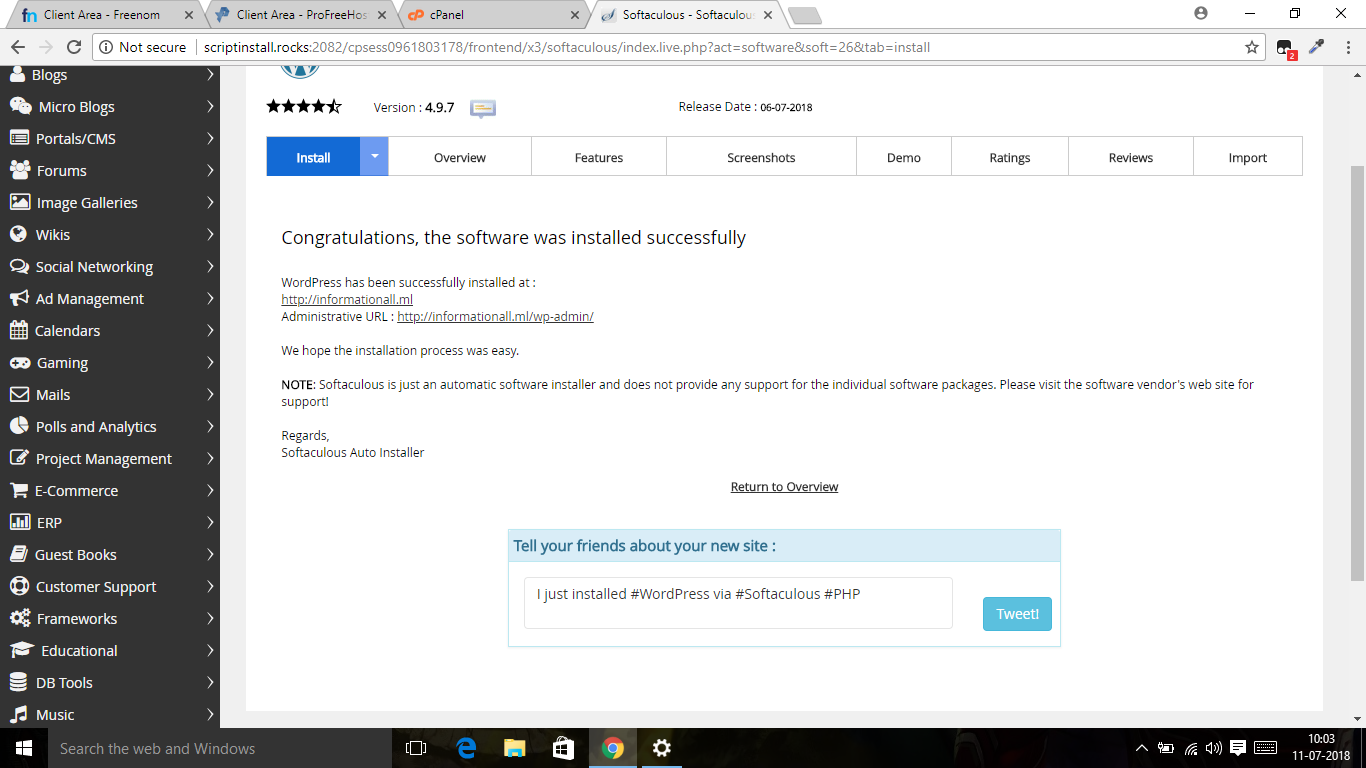 Client Area - Freenom
Client Area - ProFreeHos
cPanel
Softaculous - Softaculou
Not secure
scriptinstall.rocks:2082/cpsess0961803178/frontend/x3/softaculous/index.live.php?act=software&soft=26&tab=install
2
Blogs
Micro Blogs
Portals/CMS
Forums
Image Galleries
Wikis
Social Networking
Ad Management
Calendars
Gaming
Mails
Polls and Analytics
Project Management
E-Commerce
ERP
Guest Books
Customer Support
Frameworks
Educational
DB Tools
Music
Version : 4.9.7
Release Date : 06-07-2018
Install
Overview
Features
Screenshots
Demo
Ratings
Reviews
Import
Congratulations, the software was installed successfully
WordPress has been successfully installed at :
http://informationall.ml
Administrative URL : http://informationall.ml/wp-admin/
We hope the installation process was easy.
NOTE: Softaculous is just an automatic software installer and does not provide any support for the individual software packages. Please visit the software vendor's web site for
support!
Regards,
Softaculous Auto Installer
Return to Overview
Tell your friends about your new site :
I just installed #WordPress via #Softaculous #PHP
Tweet!
Search the web and Windows
10:03
11-07-2018